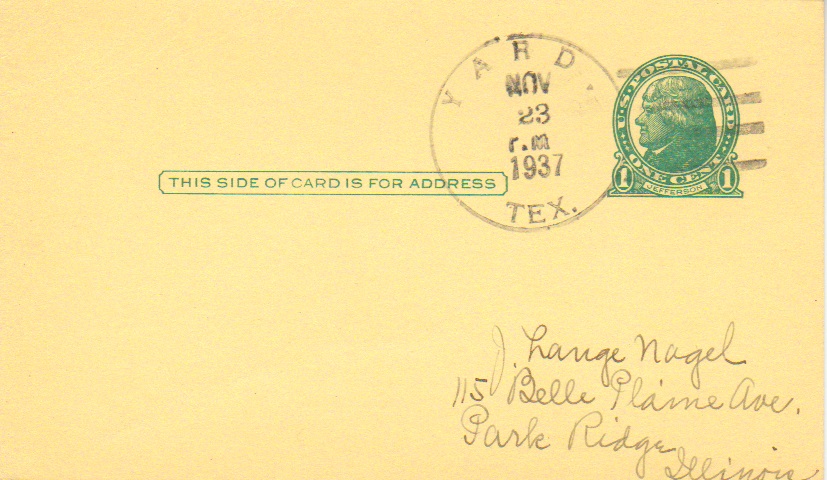 YARD.
NOV
23
P.M
1937
TEX.
U.S. POSTAL CARD
ONE CENT
1 JEFFERSON 1
THIS SIDE OF CARD IS FOR ADDRESS
J. Lange Nagel
115 Belle Plaine Ave.
Park Ridge
Illinois